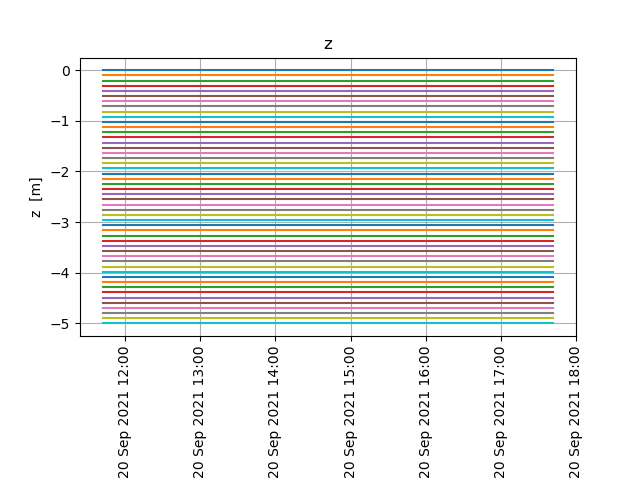 z
0
−1
−2
−3
−4
−5
z [m]
20 Sep 2021 12:00
20 Sep 2021 13:00
20 Sep 2021 14:00
20 Sep 2021 15:00
20 Sep 2021 16:00
20 Sep 2021 17:00
20 Sep 2021 18:00